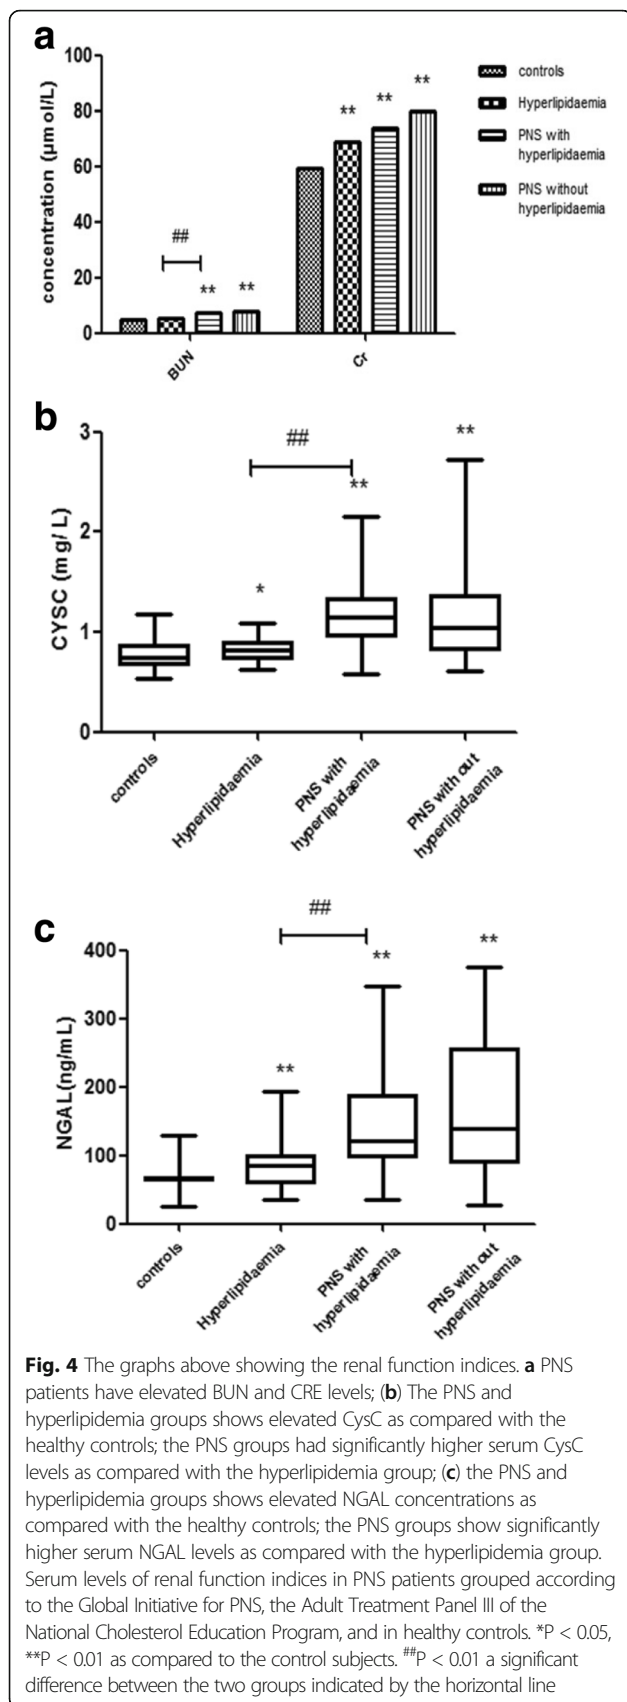 a
100
80
60
40
20
0
concentration (μmol/L)
##
**
**
**
**
**
BUN
Cr
controls
Hyperlipidaemia
PNS with
hyperlipidaemia
PNS without
hyperlipidaemia
b
3
2
1
0
CYSC (mg/ L)
*
##
**
**
controls
Hyperlipidaemia
PNS with
hyperlipidaemia
PNS with out
hyperlipidaemia
c
400
300
200
100
0
NGAL(ng/mL)
**
##
**
**
controls
Hyperlipidaemia
PNS with
hyperlipidaemia
PNS with out
hyperlipidaemia
Fig. 4 The graphs above showing the renal function indices. a PNS
patients have elevated BUN and CRE levels; (b) The PNS and
hyperlipidemia groups shows elevated CysC as compared with the
healthy controls; the PNS groups had significantly higher serum CysC
levels as compared with the hyperlipidemia group; (c) the PNS and
hyperlipidemia groups shows elevated NGAL concentrations as
compared with the healthy controls; the PNS groups show significantly
higher serum NGAL levels as compared with the hyperlipidemia group.
Serum levels of renal function indices in PNS patients grouped according
to the Global Initiative for PNS, the Adult Treatment Panel III of the
National Cholesterol Education Program, and in healthy controls. *P < 0.05,
**P < 0.01 as compared to the control subjects. ##P < 0.01 a significant
difference between the two groups indicated by the horizontal line